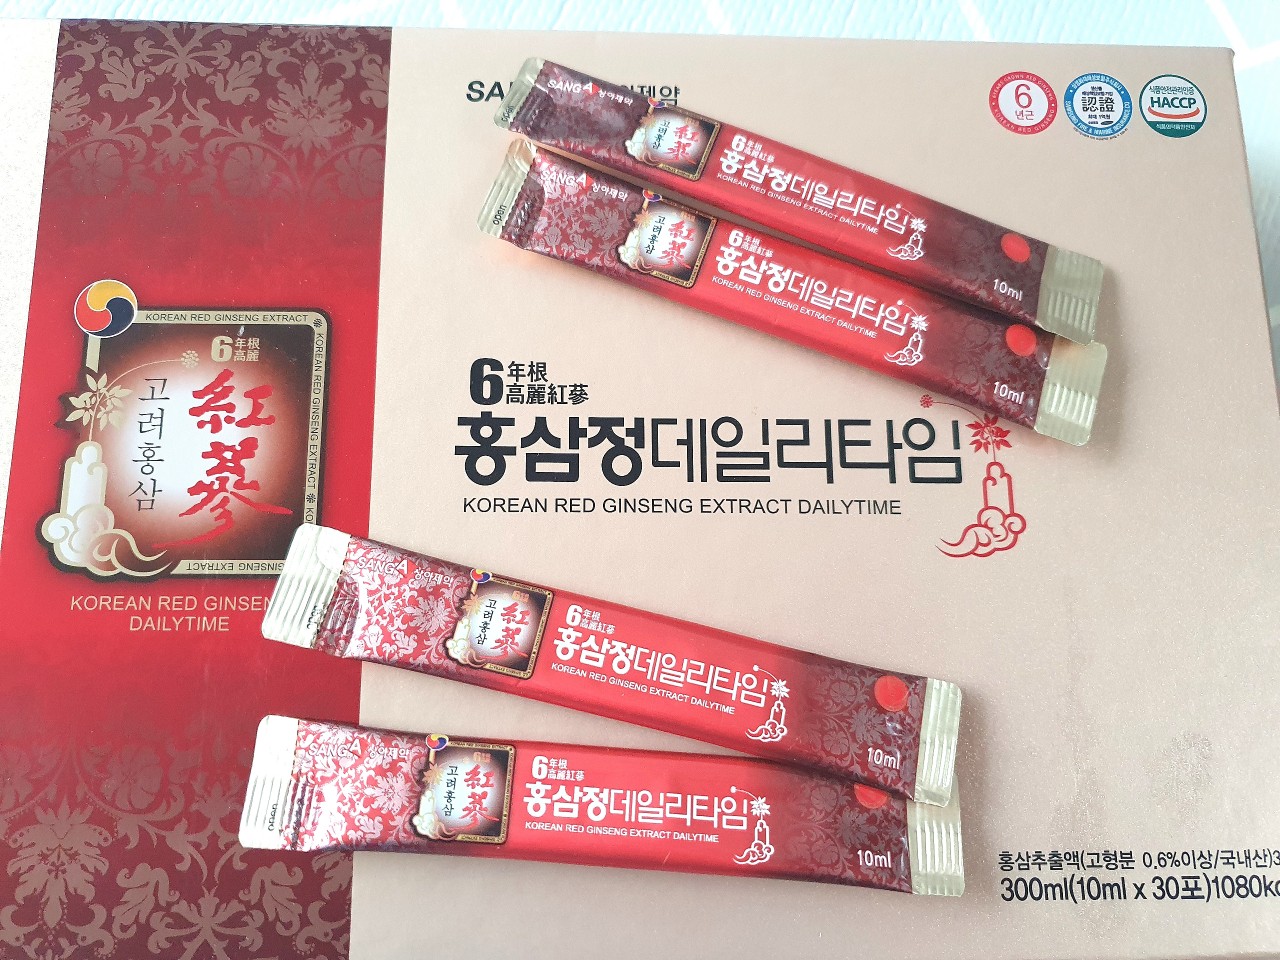 SANGA 상아제약
6년근
認證
HACCP
KOREAN RED GINSENG EXTRACT
6年根
高麗
紅蔘
고려홍삼
KOREAN RED GINSENG EXTRACT
GINSENG EXTRACT
KOREAN RED GINSEN
DAILYTIME
6年根
高麗紅蔘
홍삼정데일리타임
KOREAN RED GINSENG EXTRACT DAILYTIME
홍삼추출액(고형분 0.6%이상/국내산)3
300ml(10ml x 30포)1080kc
SANGA 상아제약
紅蔘
고려홍삼
6年根
高麗紅蔘
홍삼정데일리타임
KOREAN RED GINSENG EXTRACT DAILYTIME
10ml
SANGA 상아제약
紅蔘
고려홍삼
6年根
高麗紅蔘
홍삼정데일리타임
KOREAN RED GINSENG EXTRACT DAILYTIME
10ml
SANGA 상아제약
紅蔘
고려홍삼
6年根
高麗紅蔘
홍삼정데일리타임
KOREAN RED GINSENG EXTRACT DAILYTIME
10ml
SANGA 상아제약
紅蔘
고려홍삼
6年根
高麗紅蔘
홍삼정데일리타임
KOREAN RED GINSENG EXTRACT DAILYTIME
10ml